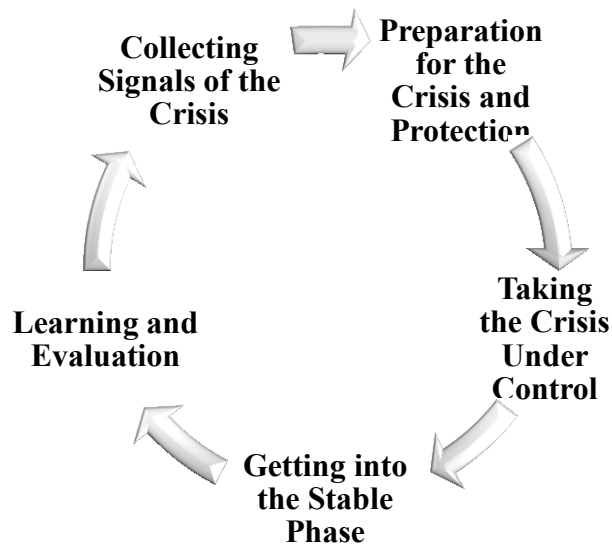 Collecting
Signals of the
Crisis
Preparation
for the
Crisis and
Protection
Taking
the Crisis
Under
Control
Getting into
the Stable
Phase
Learning and
Evaluation